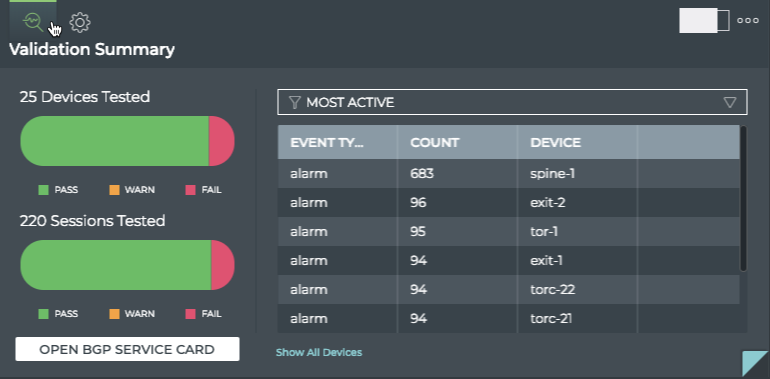 Validation Summary
25 Devices Tested
PASS WARN FAIL
220 Sessions Tested
PASS WARN FAIL
OPEN BGP SERVICE CARD
MOST ACTIVE
EVENT TY... COUNT DEVICE
alarm 683 spine-1
alarm 96 exit-2
alarm 95 tor-1
alarm 94 exit-1
alarm 94 torc-22
alarm 94 torc-21
Show All Devices